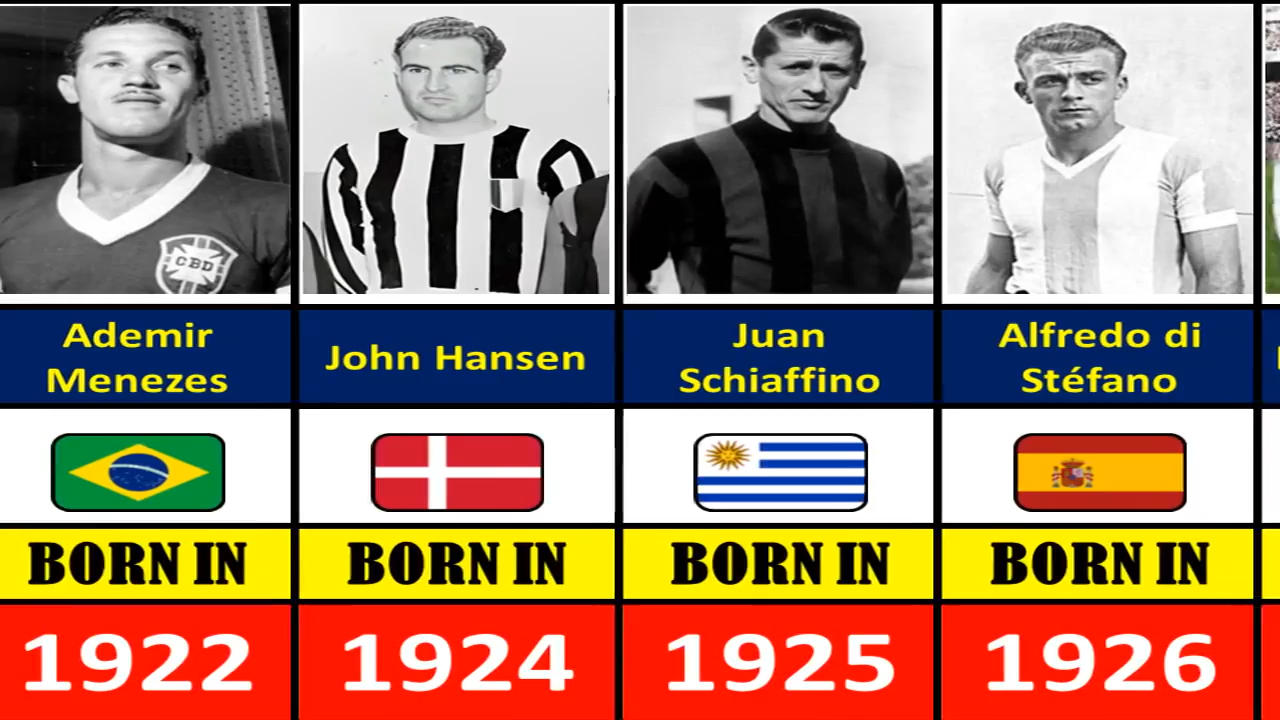 CBD
Ademir
Menezes
BORN IN
1922
John Hansen
BORN IN
1924
Juan
Schiaffino
BORN IN
1925
Alfredo di
Stéfano
BORN IN
1926